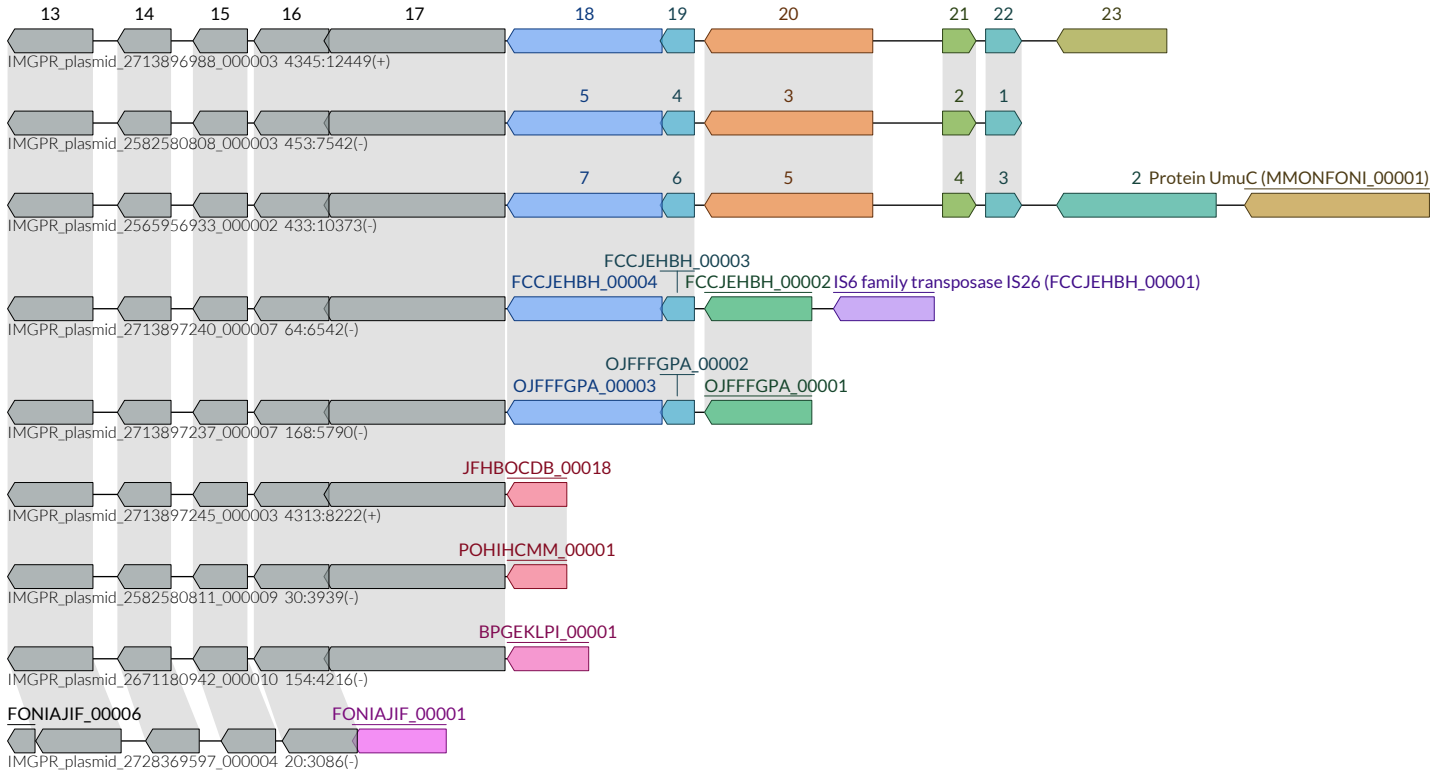 13 14 15 16 17 18 19 20 21 22 23
IMGPR_plasmid_2713896988_000003 4345:12449(+)
5 4 3 2 1
IMGPR_plasmid_2582580808_000003 453:7542(-)
7 6 5 4 3 2 Protein UmuC (MMONFONI_00001)
IMGPR_plasmid_2565956933_000002 433:10373(-)
FCCJEHBH_00003
FCCJEHBH_00004 FCCJEHBH_00002 IS6 family transposase IS26 (FCCJEHBH_00001)
IMGPR_plasmid_2713897240_000007 64:6542(-)
OJFFFGPA_00002
OJFFFGPA_00003 OJFFFGPA_00001
IMGPR_plasmid_2713897237_000007 168:5790(-)
JFHBOCDB_00018
IMGPR_plasmid_2713897245_000003 4313:8222(+)
POHIHCMM_00001
IMGPR_plasmid_2582580811_000009 30:3939(-)
BPGEKLPI_00001
IMGPR_plasmid_2671180942_000010 154:4216(-)
FONIAJIF_00006 FONIAJIF_00001
IMGPR_plasmid_2728369597_000004 20:3086(-)